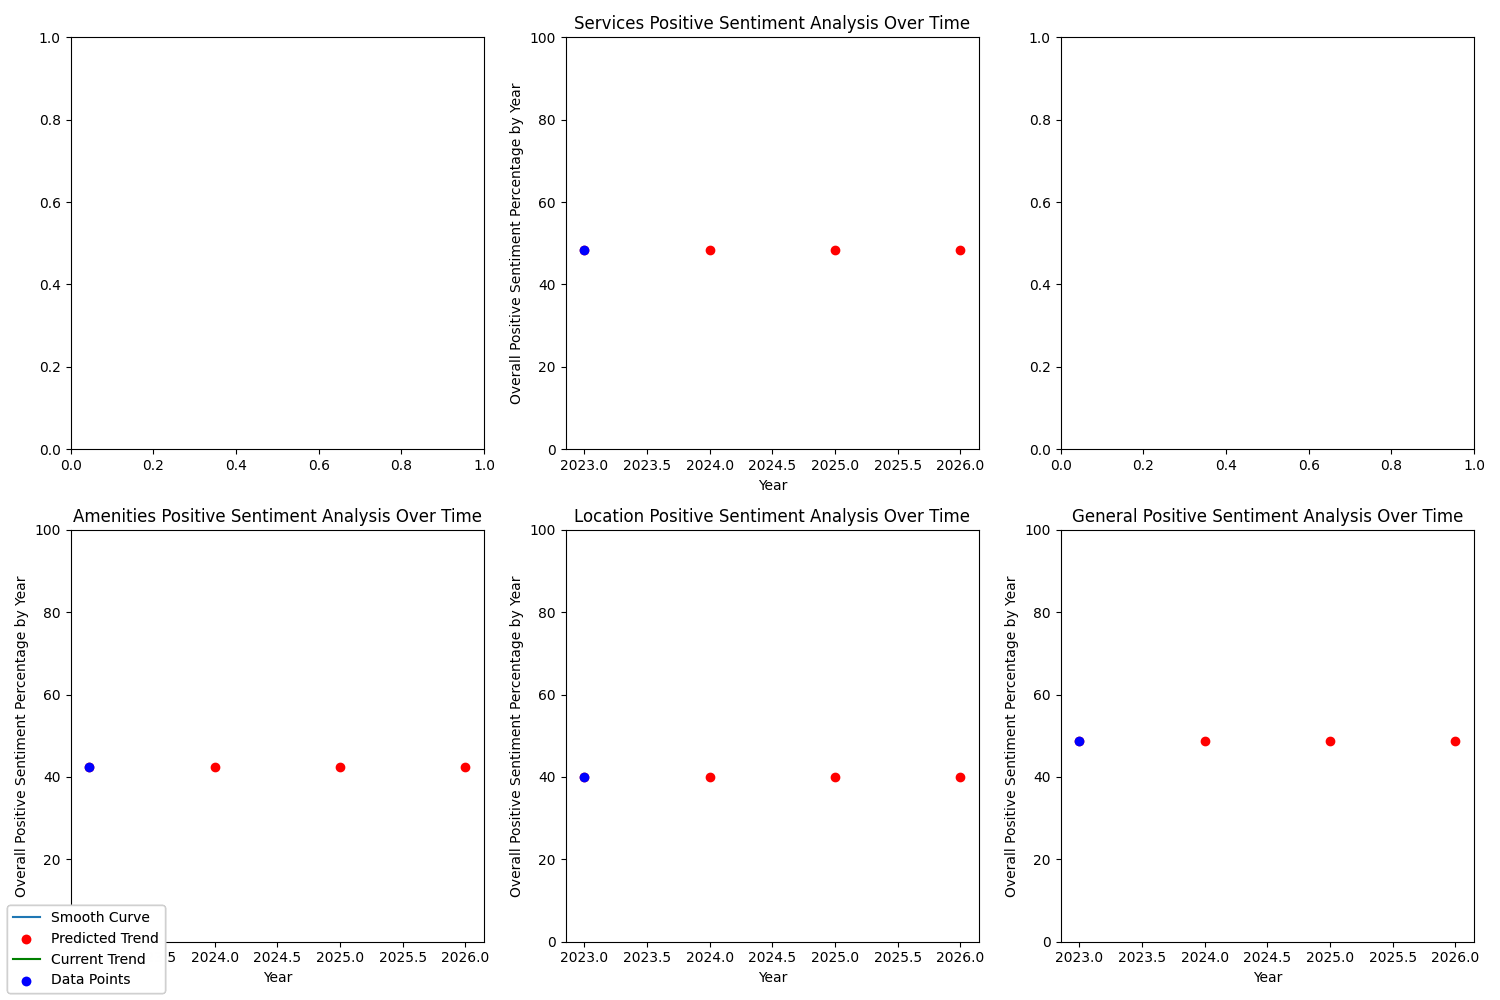 Services Positive Sentiment Analysis Over Time
1.0
0.8
0.6
0.4
0.2
0.0
0.0 0.2 0.4 0.6 0.8 1.0
Overall Positive Sentiment Percentage by Year
100
80
60
40
20
0
2023.0 2023.5 2024.0 2024.5 2025.0 2025.5 2026.0
Year
1.0
0.8
0.6
0.4
0.2
0.0
0.0 0.2 0.4 0.6 0.8 1.0
Amenities Positive Sentiment Analysis Over Time
Overall Positive Sentiment Percentage by Year
100
80
60
40
20
5 2024.0 2024.5 2025.0 2025.5 2026.0
Year
Smooth Curve
Predicted Trend
Current Trend
Data Points
Location Positive Sentiment Analysis Over Time
Overall Positive Sentiment Percentage by Year
100
80
60
40
20
0
2023.0 2023.5 2024.0 2024.5 2025.0 2025.5 2026.0
Year
General Positive Sentiment Analysis Over Time
Overall Positive Sentiment Percentage by Year
100
80
60
40
20
0
2023.0 2023.5 2024.0 2024.5 2025.0 2025.5 2026.0
Year